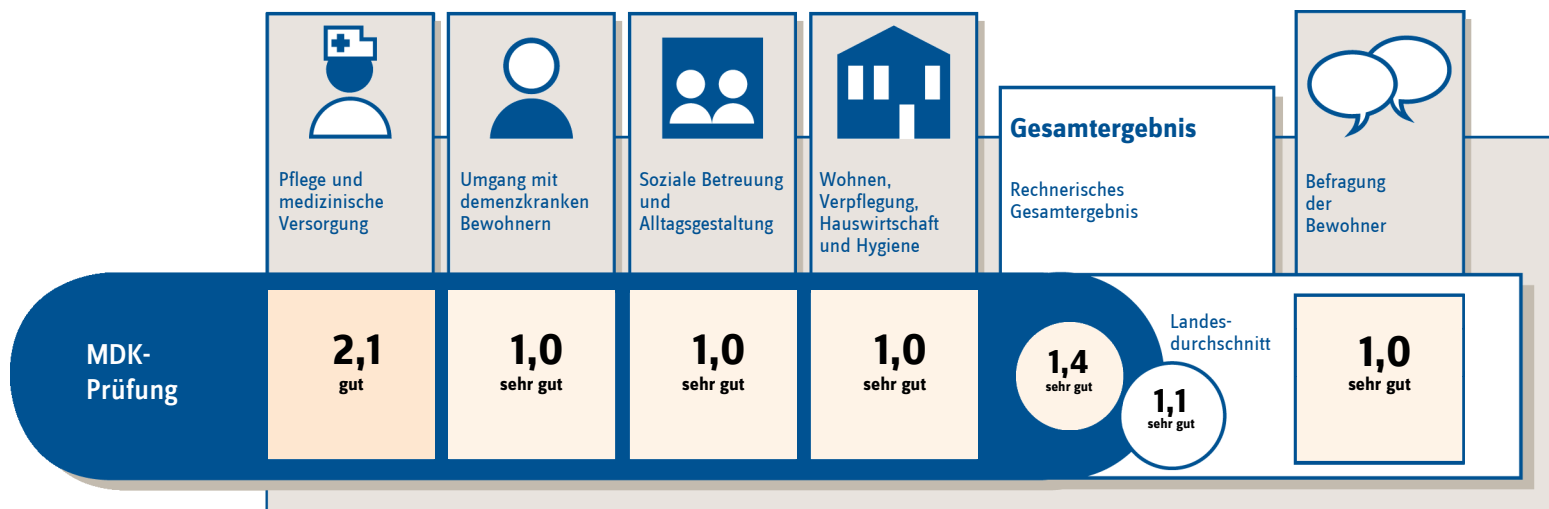 Pflege und
medizinische
Versorgung
Umgang mit
demenzkranken
Bewohnern
Soziale Betreuung
und
Alltagsgestaltung
Wohnen,
Verpflegung,
Hauswirtschaft
und Hygiene
Gesamtergebnis
Rechnerisches
Gesamtergebnis
Befragung
der
Bewohner
MDK-
Prüfung
2,1
gut
1,0
sehr gut
1,0
sehr gut
1,0
sehr gut
1,4
sehr gut
Landes-
durchschnitt
1,1
sehr gut
1,0
sehr gut